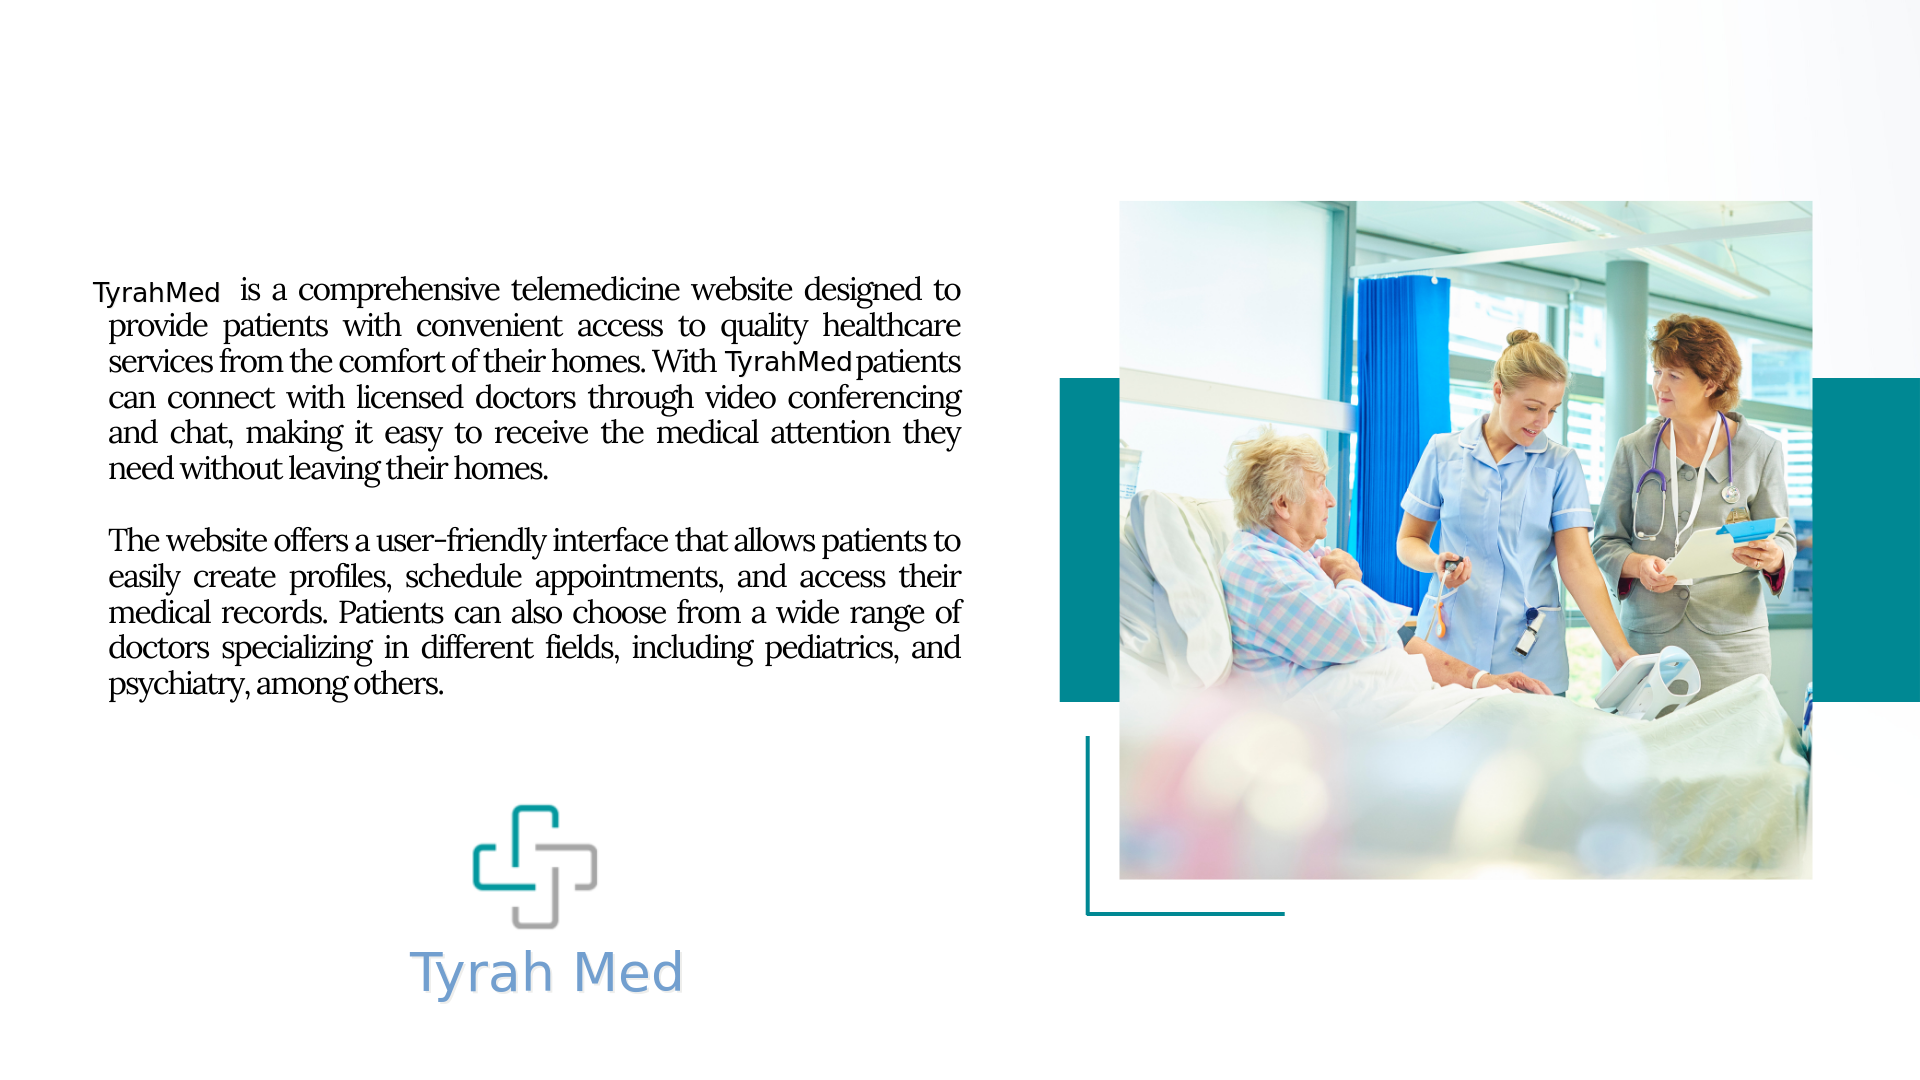 TyrahMed is a comprehensive telemedicine website designed to
provide patients with convenient access to quality healthcare
services from the comfort of their homes. With TyrahMed patients
can connect with licensed doctors through video conferencing
and chat, making it easy to receive the medical attention they
need without leaving their homes.
The website offers a user-friendly interface that allows patients to
easily create profiles, schedule appointments, and access their
medical records. Patients can also choose from a wide range of
doctors specializing in different fields, including pediatrics, and
psychiatry, among others.
Tyrah Med